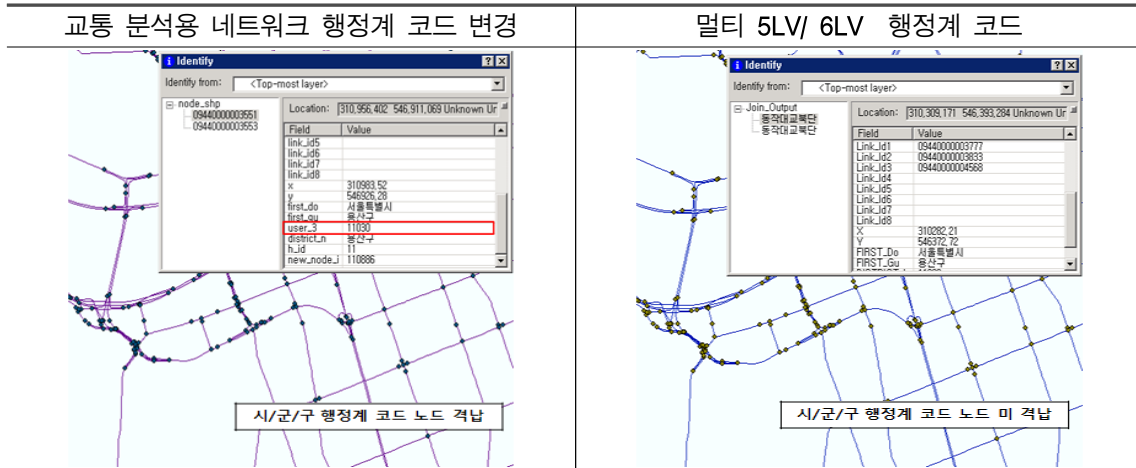 교통 분석용 네트워크 행정계 코드 변경
멀티 5LV/ 6LV 행정계 코드
Identify
Identify from: <Top-most layer>
node_shp
09440000003551
09440000003553
Location: 310,956,402 546,911,069 Unknown Ur
Field Value
link_id5
link_id6
link_id7
link_id8
x 310983,52
y 546926,28
first_do 서울특별시
first_gu 용산구
user_3 11030
district_n 용산구
h_id 11
new_node_i 110886
시/군/구 행정계 코드 노드 격납
Identify
Identify from: <Top-most layer>
Join_Output
동작대교북단
동작대교북단
Location: 310,309,171 546,393,284 Unknown Ur
Field Value
Link_Id1 09440000003777
Link_Id2 09440000003833
Link_Id3 09440000004568
Link_Id4
Link_Id5
Link_Id6
Link_Id7
Link_Id8
X 310282,21
Y 546372,72
FIRST_Do 서울특별시
FIRST_Gu 용산구
시/군/구 행정계 코드 노드 미 격납